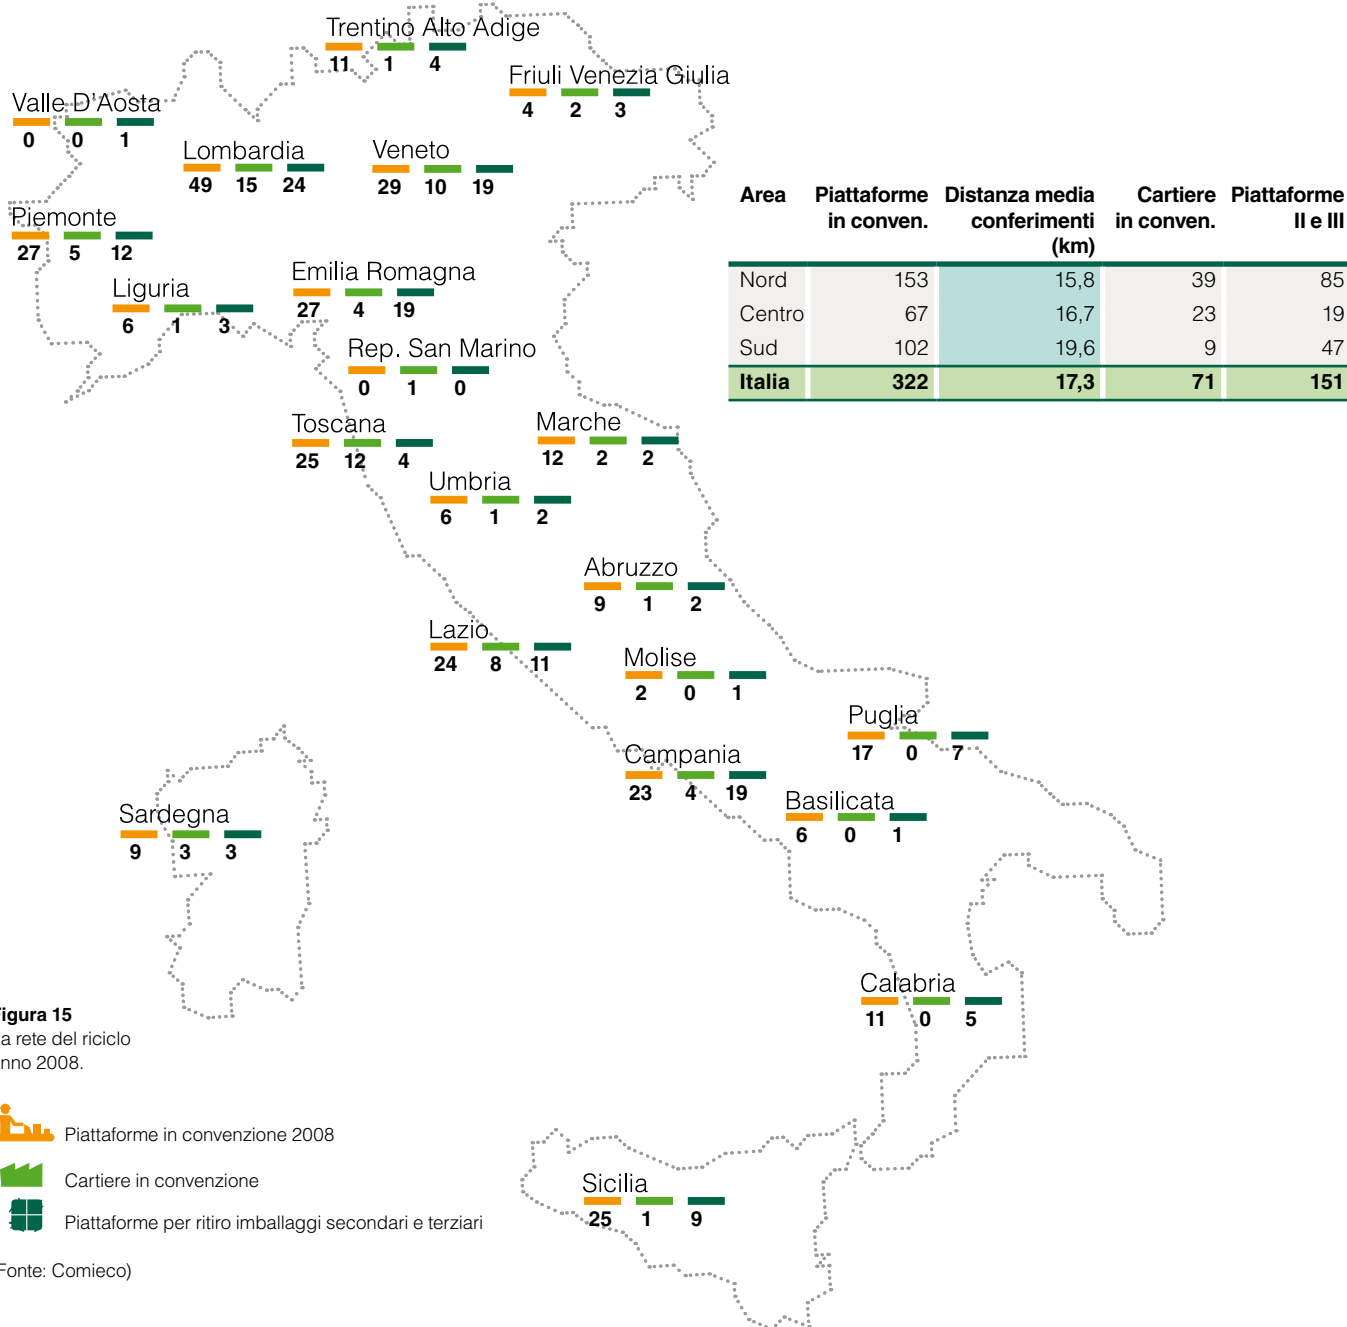 Trentino Alto Adige
11 1 4
Friuli Venezia Giulia
4 2 3
Valle D'Aosta
0 0 1
Lombardia
49 15 24
Veneto
29 10 19
Piemonte
27 5 12
Liguria
6 1 3
Emilia Romagna
27 4 19
Rep. San Marino
0 1 0
Toscana
25 12 4
Marche
12 2 2
Umbria
6 1 2
Abruzzo
9 1 2
Lazio
24 8 11
Molise
2 0 1
Puglia
17 0 7
Campania
23 4 19
Basilicata
6 0 1
Sardegna
9 3 3
Calabria
11 0 5
Sicilia
25 1 9
Area Piattaforme Distanza media Cartiere Piattaforme
in conven. conferimenti in conven. II e III
(km)
Nord 153 15,8 39 85
Centro 67 16,7 23 19
Sud 102 19,6 9 47
Italia 322 17,3 71 151
igura 15
a rete del riciclo
nno 2008.
Piattaforme in convenzione 2008
Cartiere in convenzione
Piattaforme per ritiro imballaggi secondari e terziari
Fonte: Comieco)